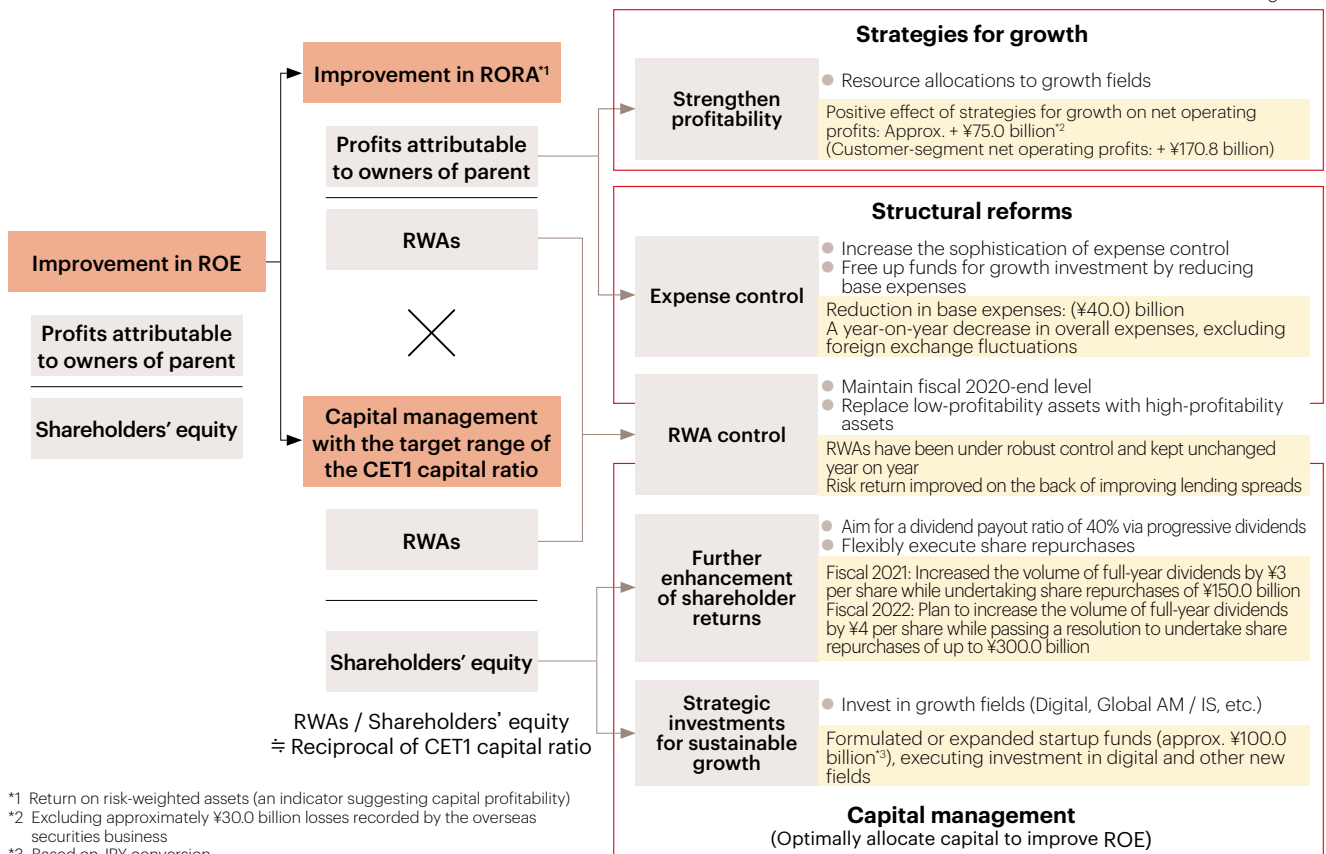 Improvement in ROE
Profits attributable
to owners of parent
Shareholders’ equity
Improvement in RORA*1
Profits attributable
to owners of parent
RWAs
Capital management
with the target range of
the CET1 capital ratio
RWAs
Shareholders’ equity
RWAs / Shareholders’ equity
≒ Reciprocal of CET1 capital ratio
Strategies for growth
Strengthen
profitability
● Resource allocations to growth fields
Positive effect of strategies for growth on net operating
profits: Approx. + ¥75.0 billion*2
(Customer-segment net operating profits: + ¥170.8 billion)
Structural reforms
Expense control
● Increase the sophistication of expense control
● Free up funds for growth investment by reducing
base expenses
Reduction in base expenses: (¥40.0) billion
A year-on-year decrease in overall expenses, excluding
foreign exchange fluctuations
RWA control
● Maintain fiscal 2020-end level
● Replace low-profitability assets with high-profitability
assets
RWAs have been under robust control and kept unchanged
year on year
Risk return improved on the back of improving lending spreads
Further
enhancement
of shareholder
returns
● Aim for a dividend payout ratio of 40% via progressive dividends
● Flexibly execute share repurchases
Fiscal 2021: Increased the volume of full-year dividends by ¥3
per share while undertaking share repurchases of ¥150.0 billion
Fiscal 2022: Plan to increase the volume of full-year dividends
by ¥4 per share while passing a resolution to undertake share
repurchases of up to ¥300.0 billion
Strategic
investments
for sustainable
growth
● Invest in growth fields (Digital, Global AM / IS, etc.)
Formulated or expanded startup funds (approx. ¥100.0
billion*3), executing investment in digital and other new
fields
Capital management
(Optimally allocate capital to improve ROE)
*1 Return on risk-weighted assets (an indicator suggesting capital profitability)
*2 Excluding approximately ¥30.0 billion losses recorded by the overseas
securities business
*3 Based on JPY conversion